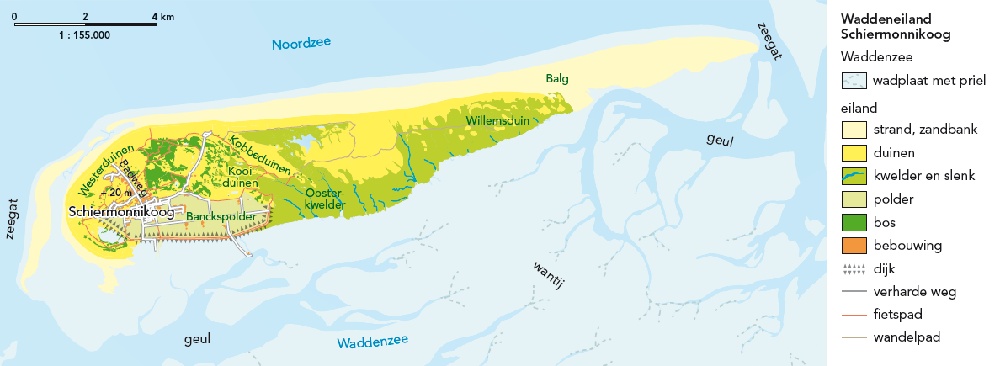 0 2 4 km
1 : 155.000
Noordzee
zeegat
Balg
Willemsduin
geul
Westerduinen
Badweg
Kobbeduinen
Kooi-
duinen
+ 20 m
Ooster-
kwelder
Schiermonnikoog
Banckspolder
zeegat
wantij
geul
Waddenzee
Waddeneiland
Schiermonnikoog
Waddenzee
wadplaat met priel
eiland
strand, zandbank
duinen
kwelder en slenk
polder
bos
bebouwing
dijk
verharde weg
fietspad
wandelpad